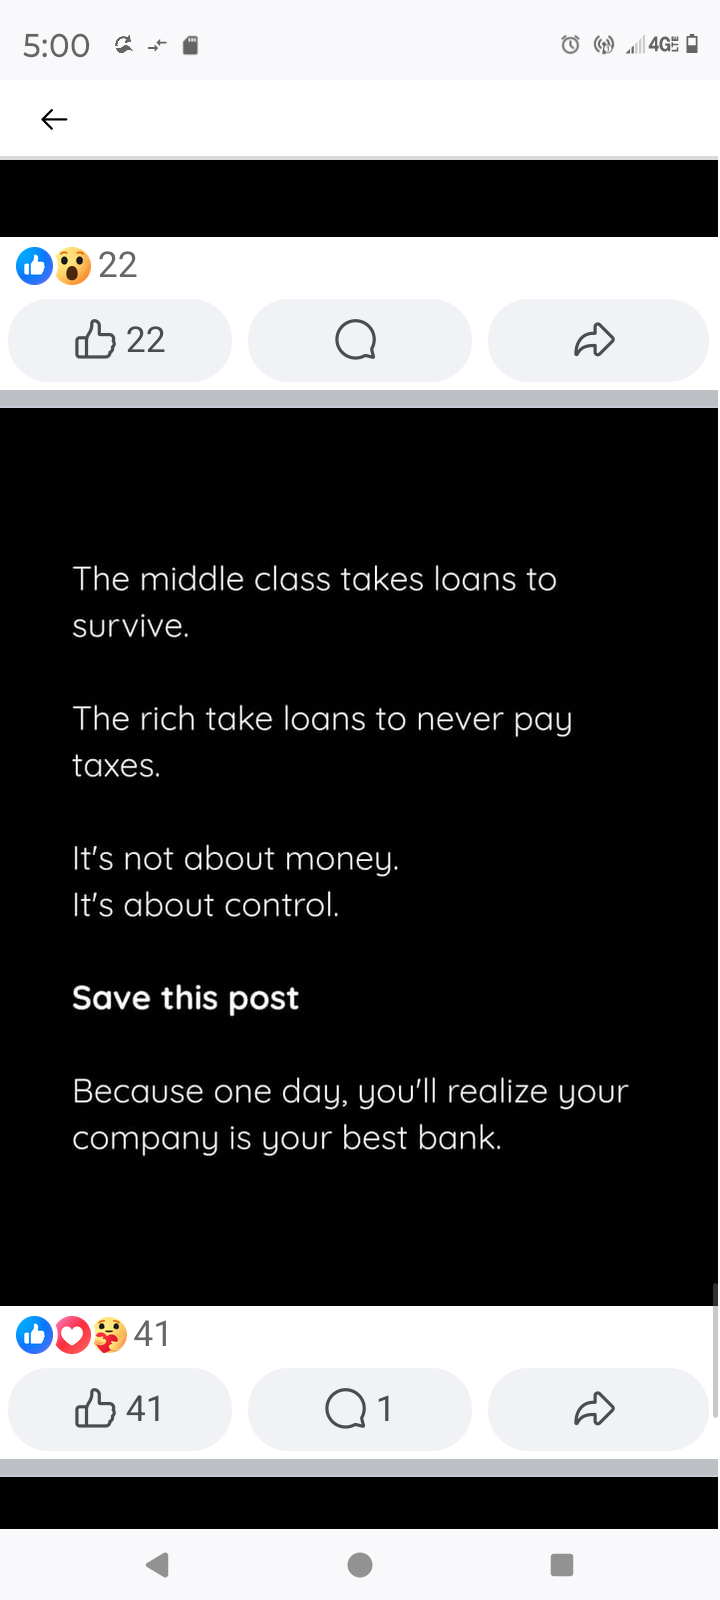 5:00
4G LTE
22
22
The middle class takes loans to
survive.
The rich take loans to never pay
taxes.
It's not about money.
It's about control.
Save this post
Because one day, you'll realize your
company is your best bank.
41
41
1